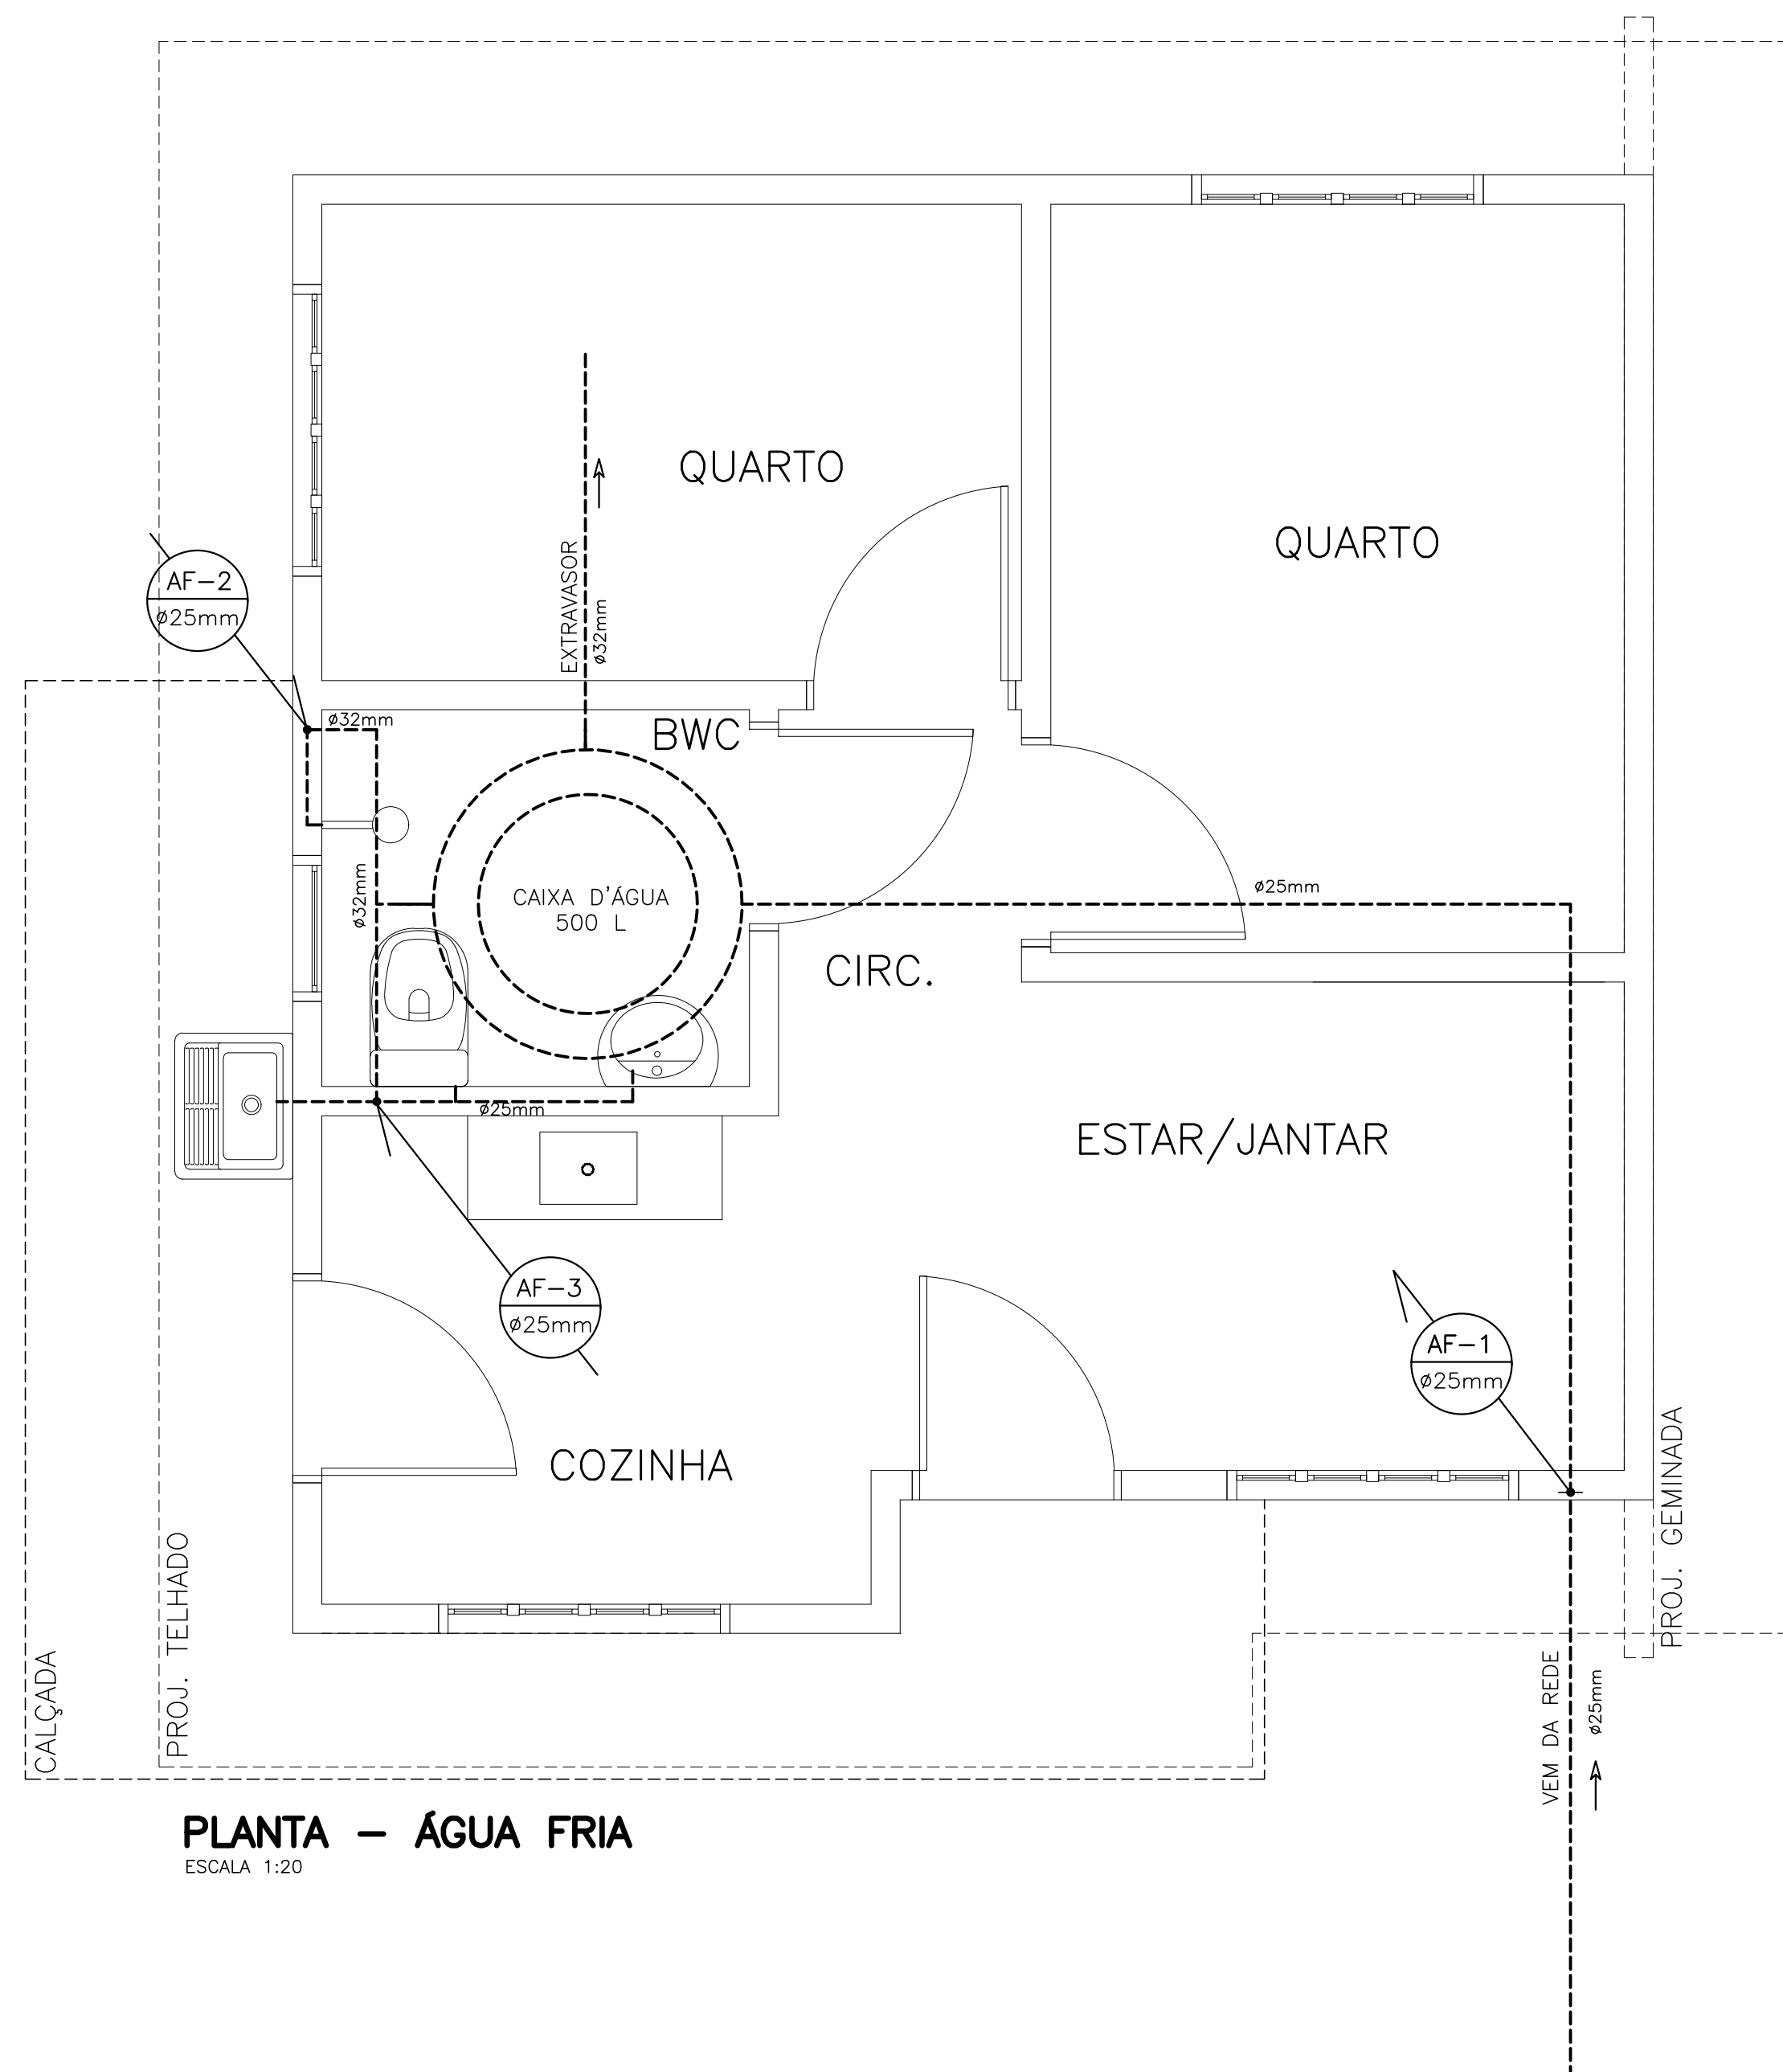 QUARTO
QUARTO
AF-2
ø25mm
EXTRAVASOR
ø32mm
ø32mm
BWC
ø32mm
CAIXA D'ÁGUA
500 L
ø25mm
CIRC.
ø25mm
ESTAR/JANTAR
AF-3
ø25mm
AF-1
ø25mm
COZINHA
PROJ. GEMINADA
PROJ. TELHADO
CALÇADA
VEM DA REDE
ø25mm
PLANTA - ÁGUA FRIA
ESCALA 1:20